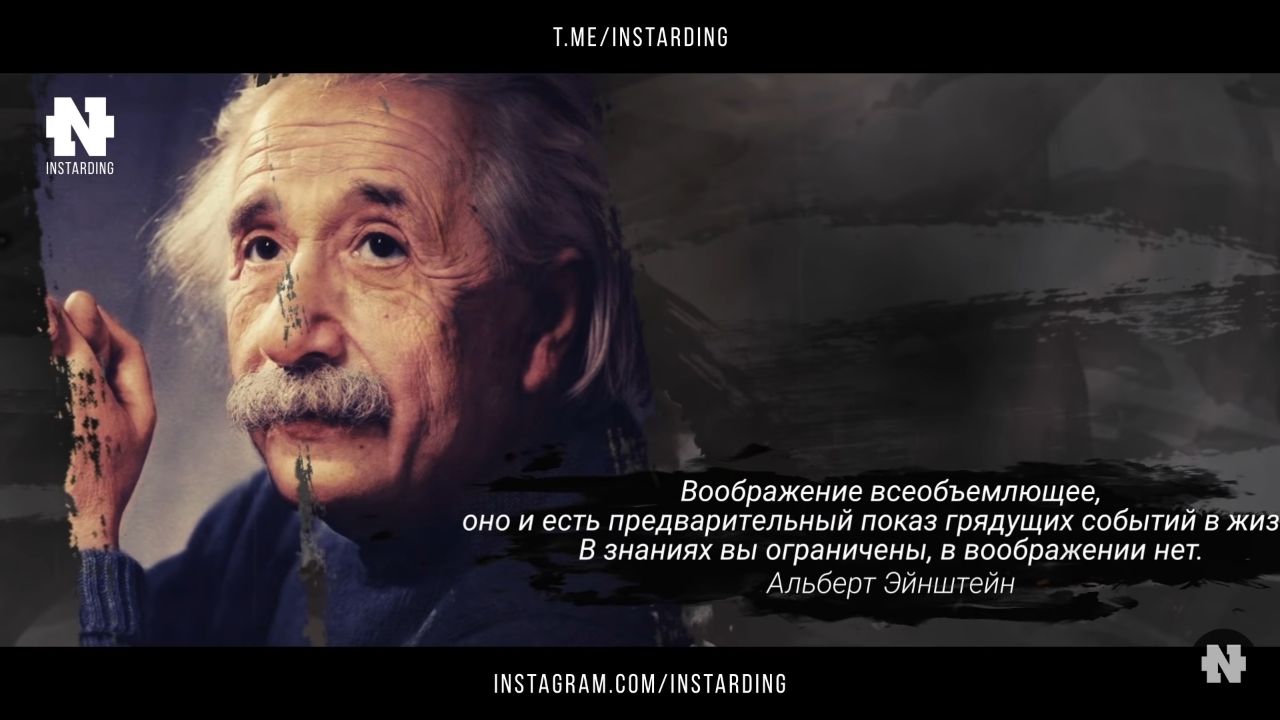 T.ME/INSTARDING
N
INSTARDING
Воображение всеобъемлющее,
оно и есть предварительный показ грядущих событий в жиз
В знаниях вы ограничены, в воображении нет.
Альберт Эйнштейн
INSTAGRAM.COM/INSTARDING
N